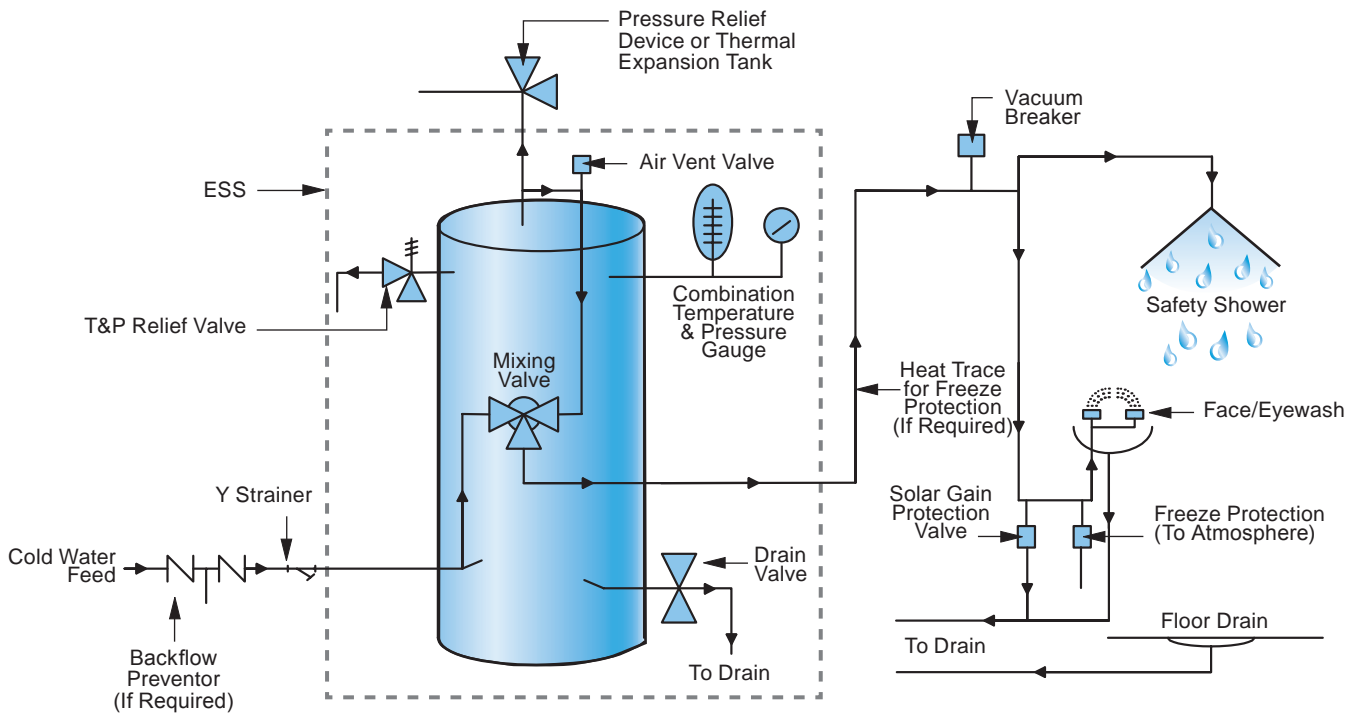 Pressure Relief
Device or Thermal
Expansion Tank
Vacuum
Breaker
Air Vent Valve
ESS
T&P Relief Valve
Combination
Temperature
& Pressure
Gauge
Safety Shower
Mixing
Valve
Heat Trace
for Freeze
Protection
(If Required)
Face/Eyewash
Y Strainer
Solar Gain
Protection
Valve
Freeze Protection
(To Atmosphere)
Cold Water
Feed
Drain
Valve
Backflow
Preventor
(If Required)
To Drain
To Drain
Floor Drain